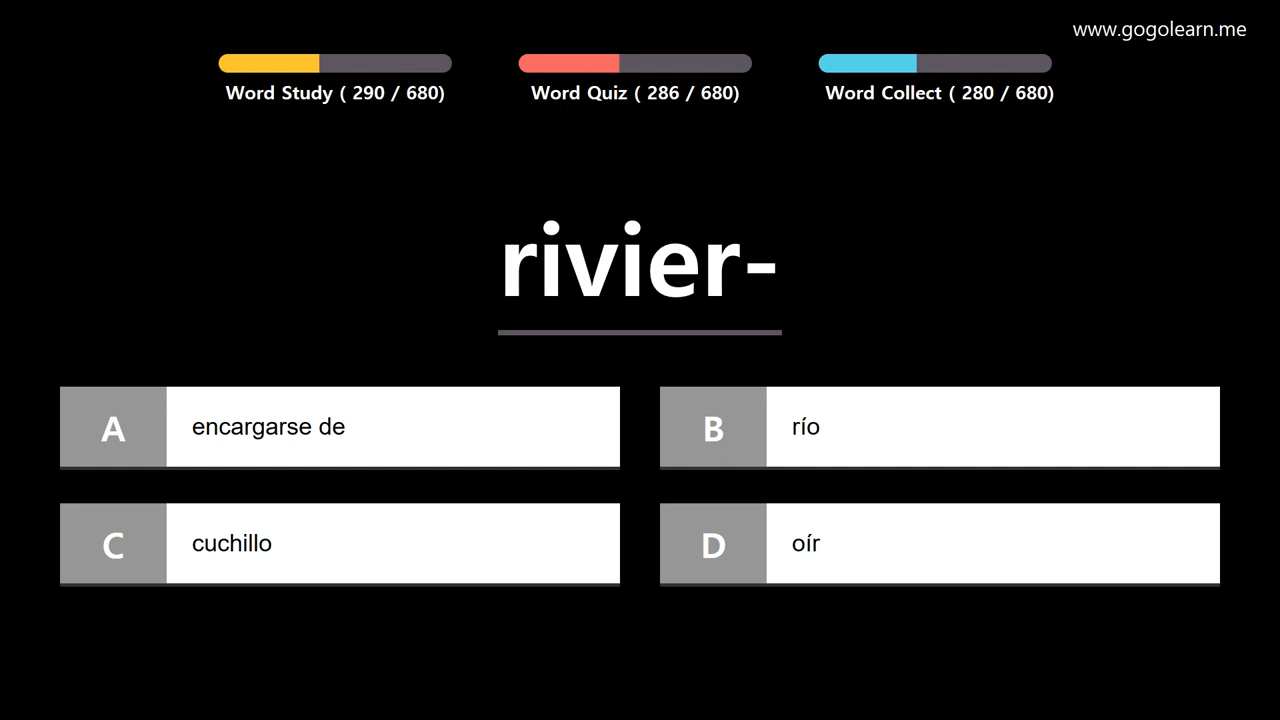 www.gogolearn.me
Word Study ( 290 / 680)
Word Quiz ( 286 / 680)
Word Collect ( 280 / 680)
rivier-
A encargarse de
B río
C cuchillo
D oír